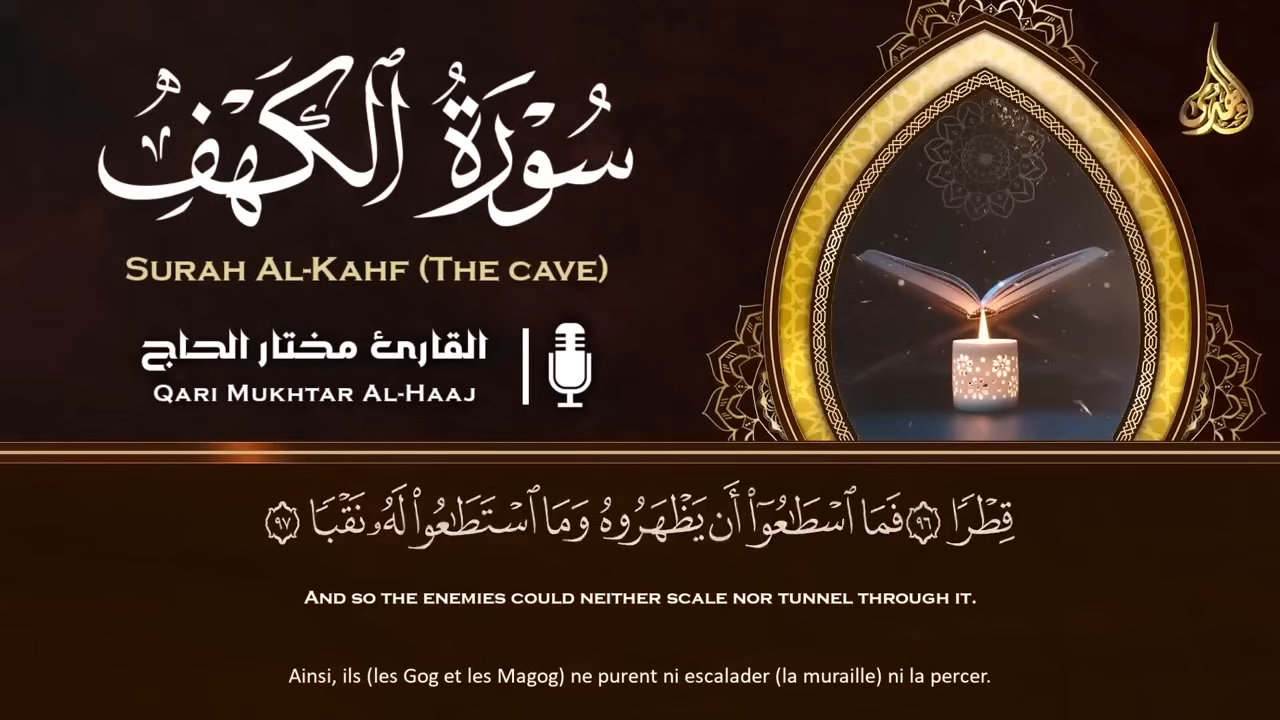 سُورَةُ ٱلْكَهْفِ
SURAH AL-KAHF (THE CAVE)
القارئ مختار الحاج
QARI MUKHTAR AL-HAAJ
قِطْرًا ٩٦ فَمَا ٱسْطَـٰعُوٓا۟ أَن يَظْهَرُوهُ وَمَا ٱسْتَطَـٰعُوا۟ لَهُۥ نَقْبًا ٩٧
AND SO THE ENEMIES COULD NEITHER SCALE NOR TUNNEL THROUGH IT.
Ainsi, ils (les Gog et les Magog) ne purent ni escalader (la muraille) ni la percer.